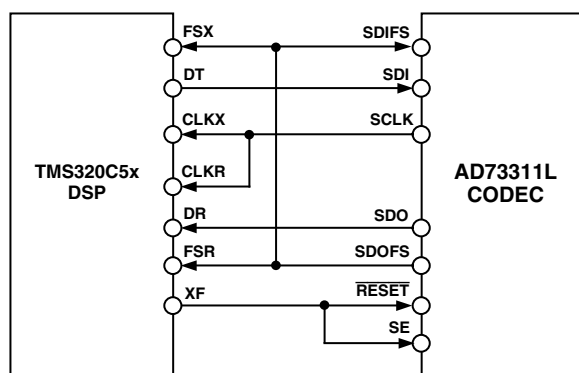 FSX
SDIFS
DT
SDI
CLKX
SCLK
TMS320C5x
DSP
CLKR
AD73311L
CODEC
DR
SDO
FSR
SDOFS
XF
RESET
SE